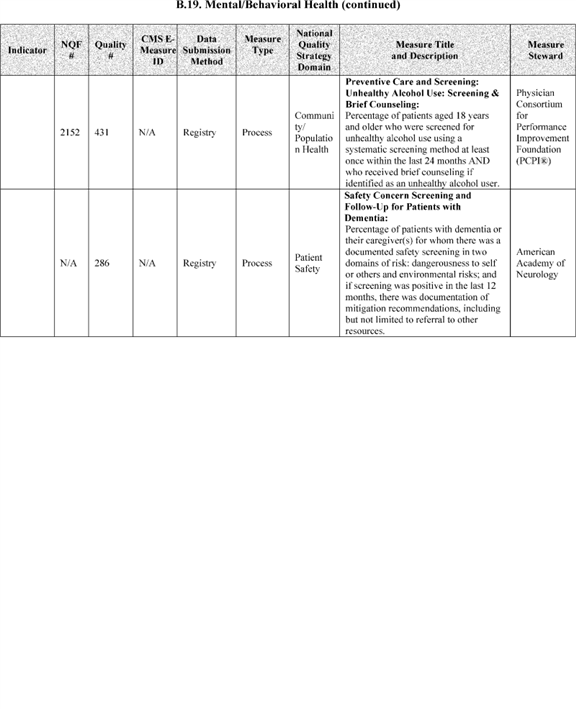 B.19. Mental/Behavioral Health (continued)
Indicator
NQF
#
Quality
#
CMS E-
Measure
ID
Data
Submission
Method
Measure
Type
National
Quality
Strategy
Domain
Measure Title
and Description
Measure
Steward
2152
431
N/A
Registry
Process
Communi
ty/
Populatio
n Health
Preventive Care and Screening:
Unhealthy Alcohol Use: Screening &
Brief Counseling:
Percentage of patients aged 18 years
and older who were screened for
unhealthy alcohol use using a
systematic screening method at least
once within the last 24 months AND
who received brief counseling if
identified as an unhealthy alcohol user.
Physician
Consortium
for
Performance
Improvement
Foundation
(PCPI®)
N/A
286
N/A
Registry
Process
Patient
Safety
Safety Concern Screening and
Follow-Up for Patients with
Dementia:
Percentage of patients with dementia or
their caregiver(s) for whom there was a
documented safety screening in two
domains of risk: dangerousness to self
or others and environmental risks; and
if screening was positive in the last 12
months, there was documentation of
mitigation recommendations, including
but not limited to referral to other
resources.
American
Academy of
Neurology